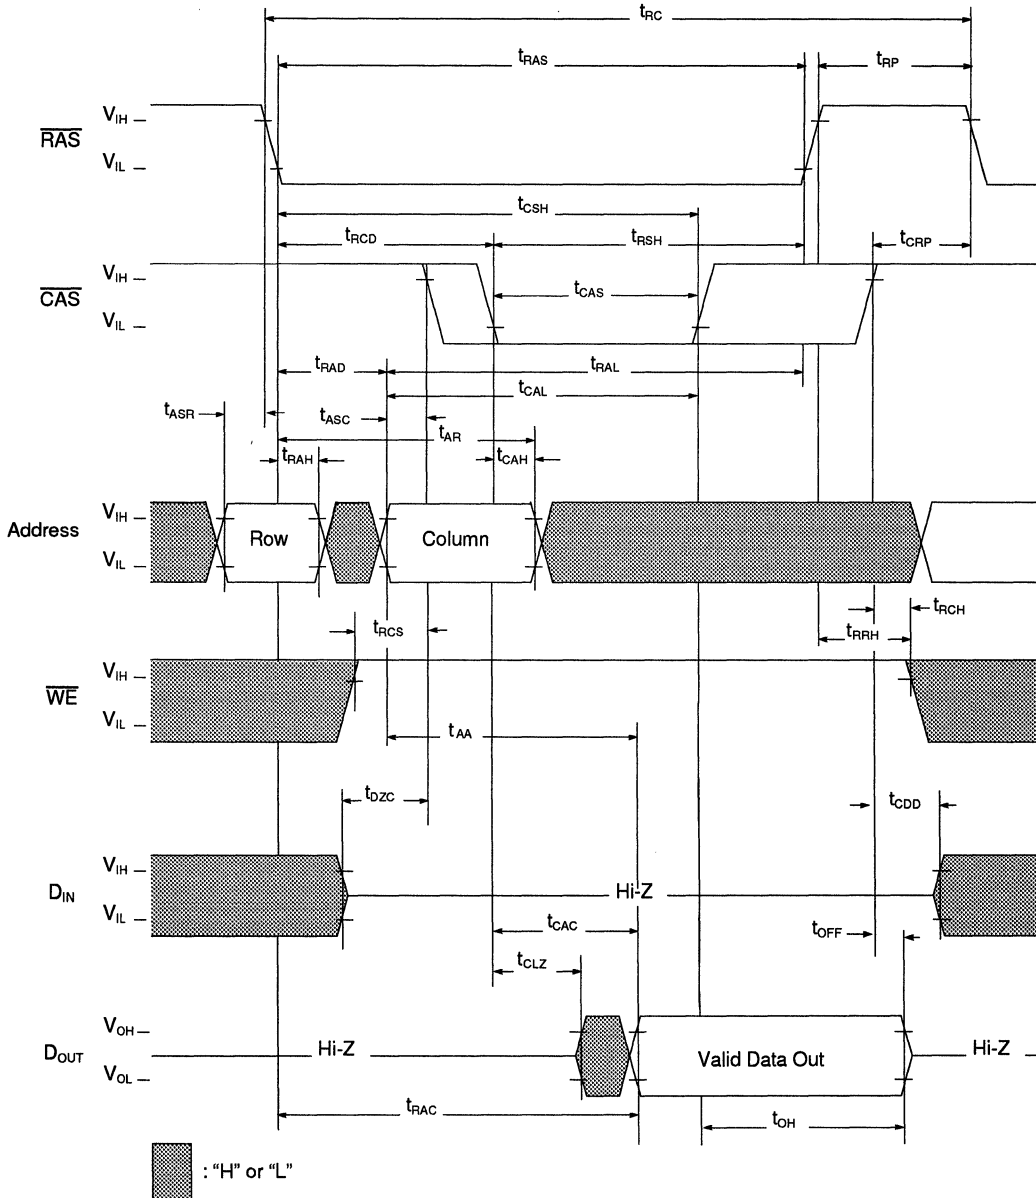 tRC
tRAS
tRP
RAS
VIH
VIL
tCSH
tRCD
tRSH
tCRP
CAS
VIH
VIL
tCAS
tRAD
tRAL
tASR
tASC
tCAL
tAR
tRAH
tCAH
Address
VIH
VIL
Row
Column
tRCS
tRCH
tRRH
WE
VIH
VIL
tAA
tDZC
tCDD
DIN
VIH
VIL
Hi-Z
tCAC
tOFF
tCLZ
DOUT
VOH
VOL
Hi-Z
Valid Data Out
Hi-Z
tRAC
tOH
: “H” or “L”